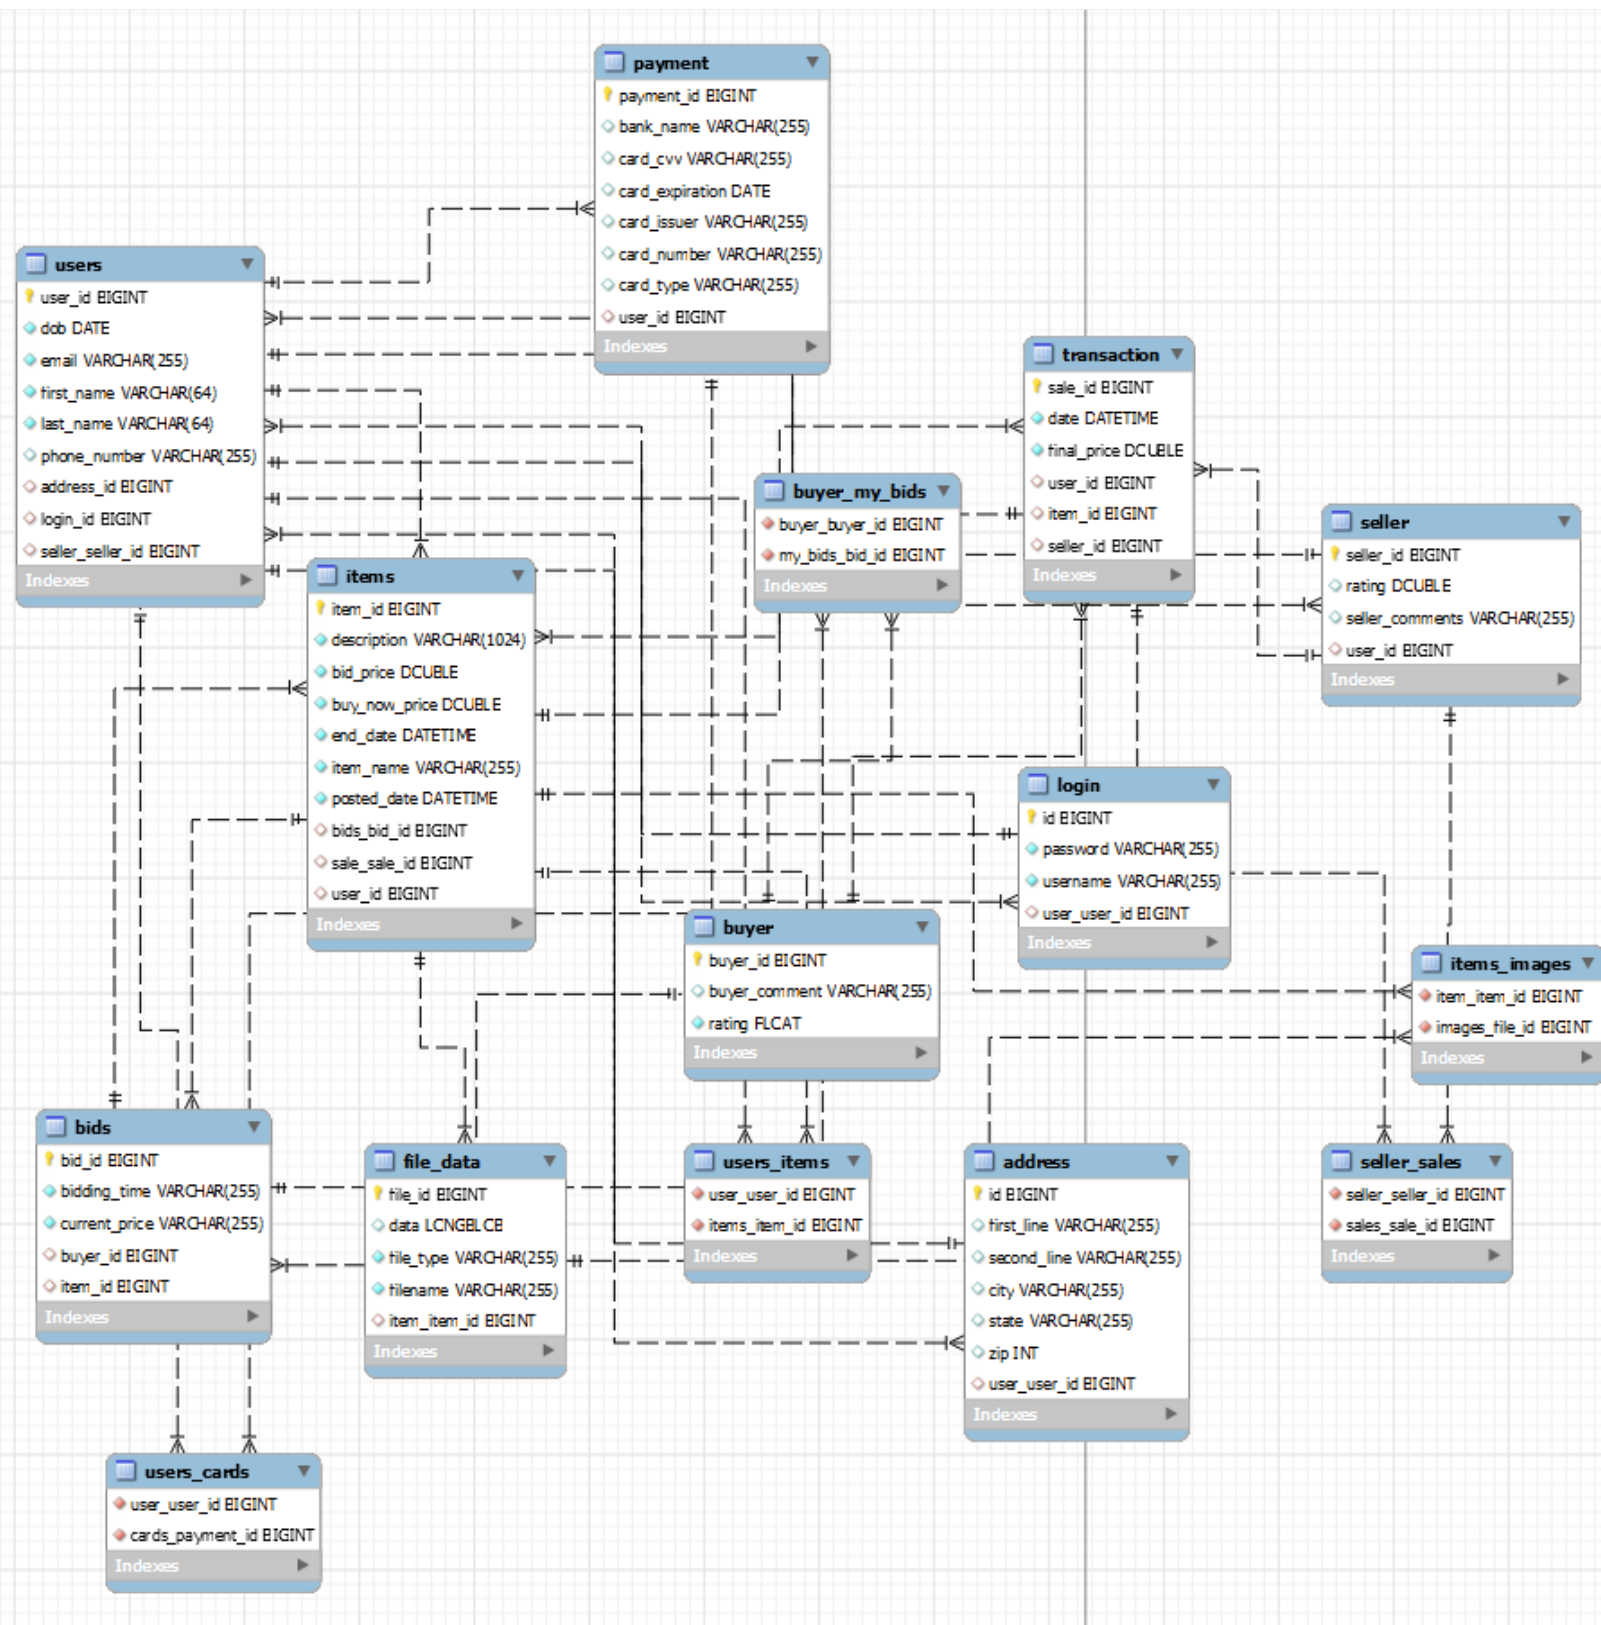 payment
payment_id BIGINT
bank_name VARCHAR(255)
card_cvv VARCHAR(255)
card_expiration DATE
card_issuer VARCHAR(255)
card_number VARCHAR(255)
card_type VARCHAR(255)
user_id BIGINT
Indexes
users
user_id BIGINT
dob DATE
email VARCHAR(255)
first_name VARCHAR(64)
last_name VARCHAR(64)
phone_number VARCHAR(255)
address_id BIGINT
login_id BIGINT
seller_seller_id BIGINT
Indexes
transaction
sale_id BIGINT
date DATETIME
final_price DOUBLE
user_id BIGINT
item_id BIGINT
seller_id BIGINT
Indexes
buyer_my_bids
buyer_buyer_id BIGINT
my_bids_bid_id BIGINT
Indexes
seller
seller_id BIGINT
rating DOUBLE
seller_comments VARCHAR(255)
user_id BIGINT
Indexes
items
item_id BIGINT
description VARCHAR(1024)
bid_price DOUBLE
buy_now_price DOUBLE
end_date DATETIME
item_name VARCHAR(255)
posted_date DATETIME
bids_bid_id BIGINT
sale_sale_id BIGINT
user_id BIGINT
Indexes
login
id BIGINT
password VARCHAR(255)
username VARCHAR(255)
user_user_id BIGINT
Indexes
buyer
buyer_id BIGINT
buyer_comment VARCHAR(255)
rating FLOAT
Indexes
items_images
item_item_id BIGINT
images_file_id BIGINT
Indexes
bids
bid_id BIGINT
bidding_time VARCHAR(255)
current_price VARCHAR(255)
buyer_id BIGINT
item_id BIGINT
Indexes
file_data
file_id BIGINT
data LONGBLOB
file_type VARCHAR(255)
filename VARCHAR(255)
item_item_id BIGINT
Indexes
users_items
user_user_id BIGINT
items_item_id BIGINT
Indexes
address
id BIGINT
first_line VARCHAR(255)
second_line VARCHAR(255)
city VARCHAR(255)
state VARCHAR(255)
zip INT
user_user_id BIGINT
Indexes
seller_sales
seller_seller_id BIGINT
sales_sale_id BIGINT
Indexes
users_cards
user_user_id BIGINT
cards_payment_id BIGINT
Indexes